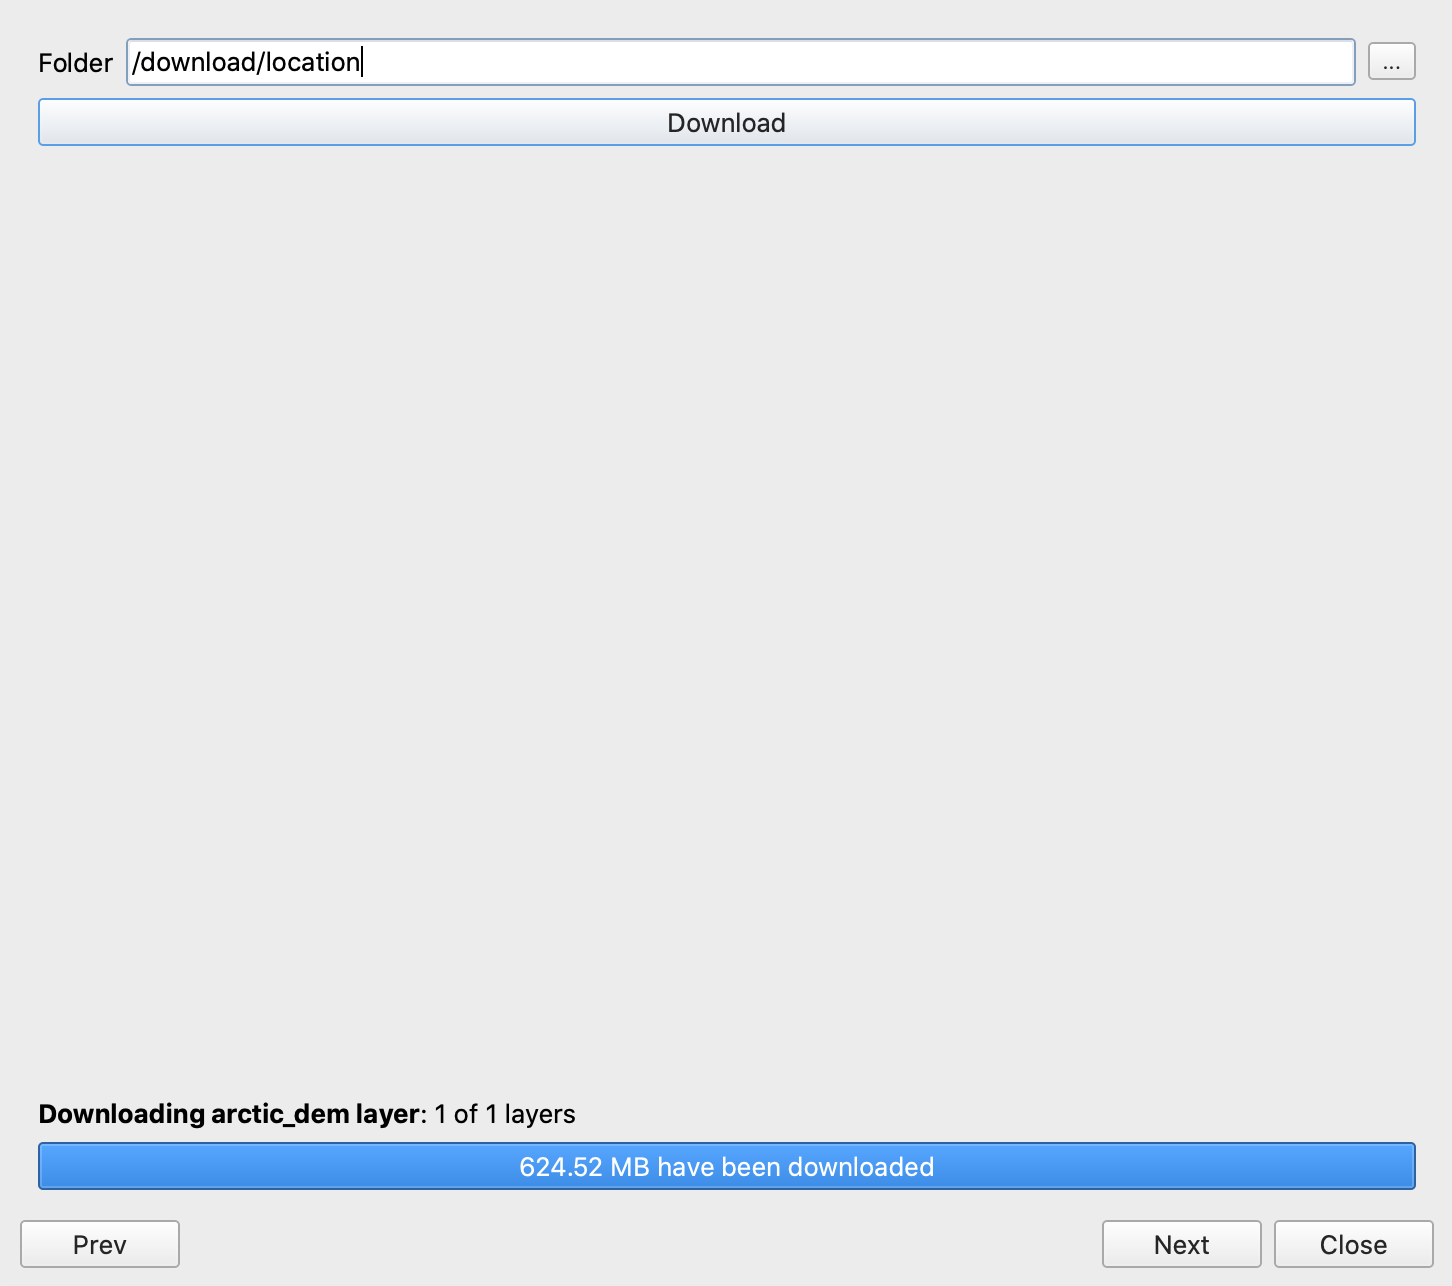 Folder /download/location ...
Download
Downloading arctic_dem layer: 1 of 1 layers
624.52 MB have been downloaded
Prev Next Close